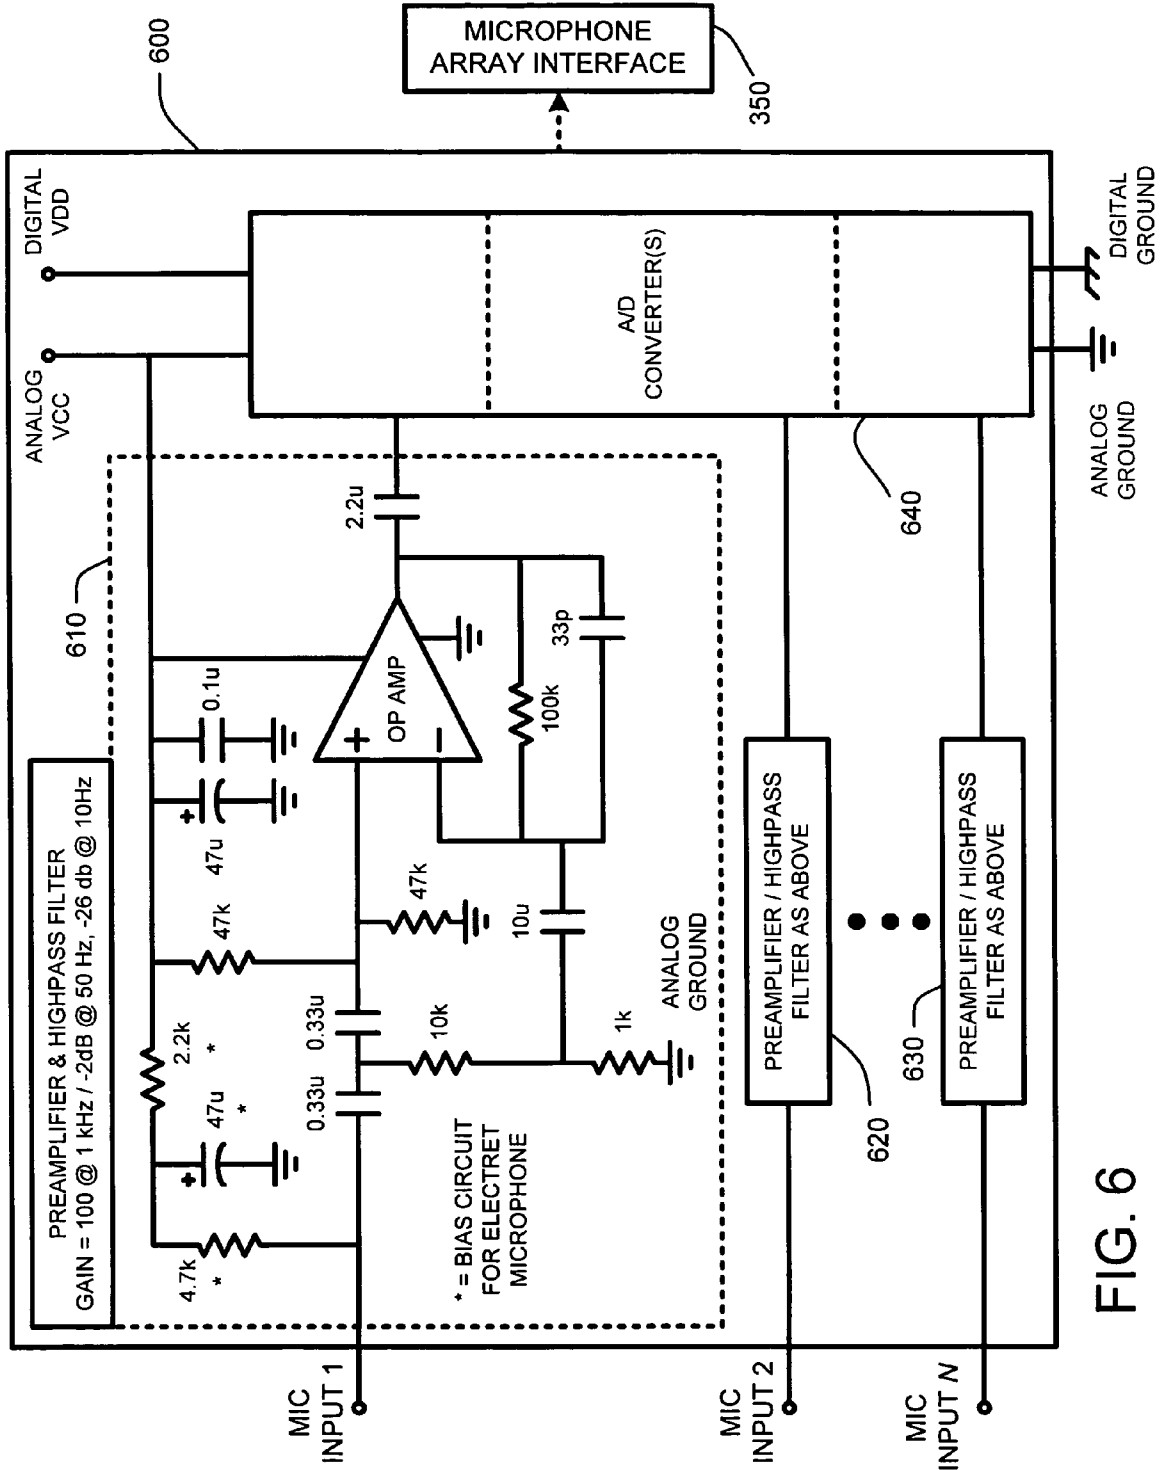 MICROPHONE
ARRAY INTERFACE
350
600
DIGITAL
VDD
ANALOG
VCC
610
PREAMPLIFIER & HIGHPASS FILTER
GAIN = 100 @ 1 kHz / -2dB @ 50 Hz, -26 db @ 10Hz
4.7k
*
47u
*
2.2k
*
47k
47u
+
0.1u
+
0.33u
0.33u
10k
47k
10u
1k
+
−
OP AMP
100k
33p
2.2u
A/D
CONVERTER(S)
640
* = BIAS CIRCUIT
FOR ELECTRET
MICROPHONE
ANALOG
GROUND
PREAMPLIFIER / HIGHPASS
FILTER AS ABOVE
620
PREAMPLIFIER / HIGHPASS
FILTER AS ABOVE
630
MIC
INPUT 1
MIC
INPUT 2
MIC
INPUT N
ANALOG
GROUND
DIGITAL
GROUND
FIG. 6